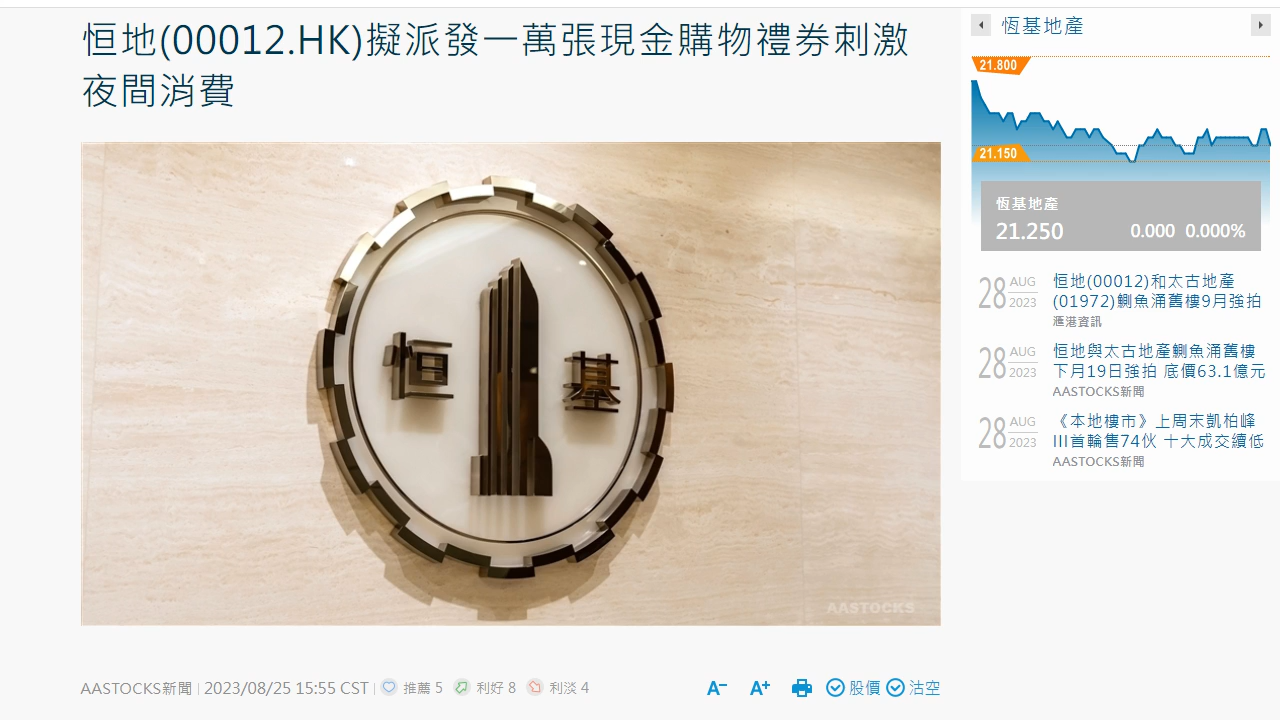 恒地(00012.HK)擬派發一萬張現金購物禮券刺激
夜間消費
恒
基
AASTOCKS
AASTOCKS新聞 | 2023/08/25 15:55 CST | 推薦 5 利好 8 利淡 4
A− A+ 股價 沽空
恆基地產
21.800
21.150
恆基地產
21.250 0.000 0.000%
28 AUG 2023
恒地(00012)和太古地產
(01972)鰂魚涌舊樓9月強拍
滙港資訊
28 AUG 2023
恒地與太古地產鰂魚涌舊樓
下月19日強拍 底價63.1億元
AASTOCKS新聞
28 AUG 2023
《本地樓市》上周末凱柏峰
III首輪售74伙 十大成交續低
AASTOCKS新聞